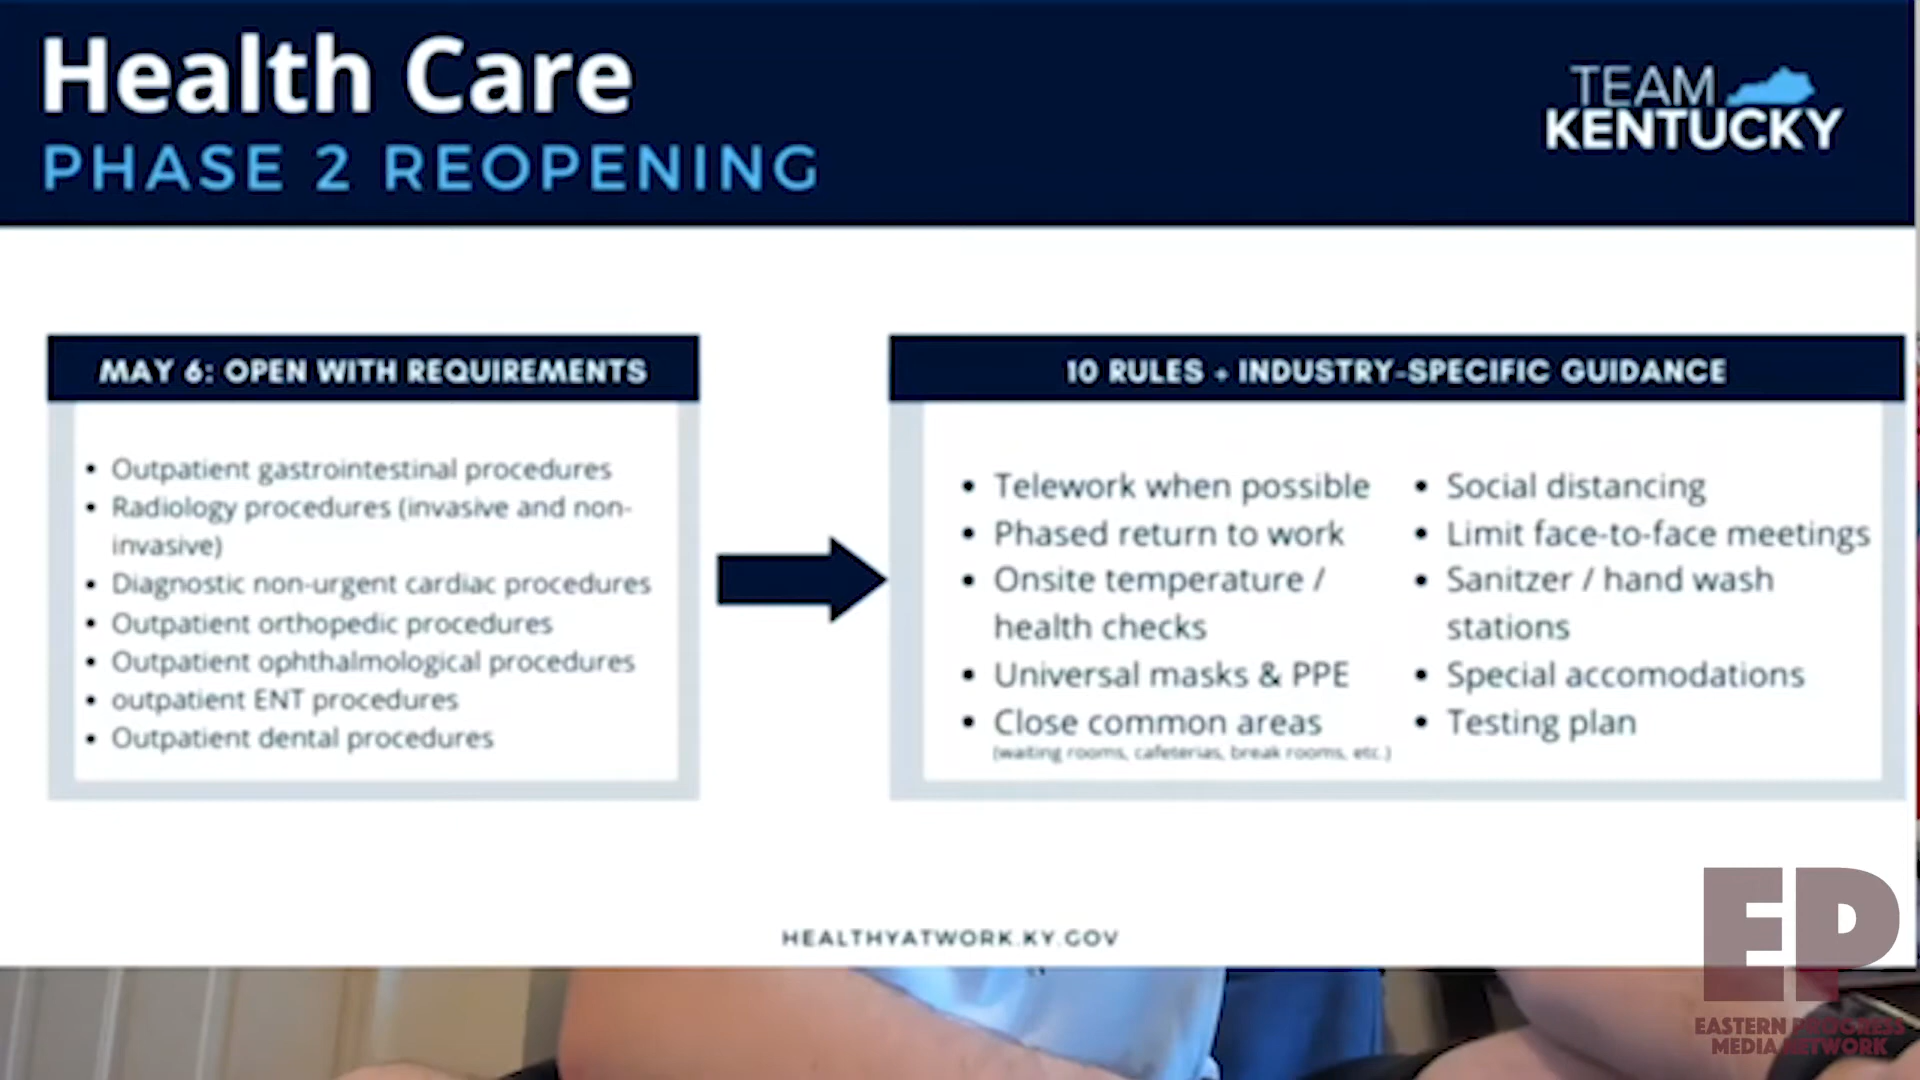 Health Care
PHASE 2 REOPENING
TEAM
KENTUCKY
MAY 6: OPEN WITH REQUIREMENTS
• Outpatient gastrointestinal procedures
• Radiology procedures (invasive and non-
invasive)
• Diagnostic non-urgent cardiac procedures
• Outpatient orthopedic procedures
• Outpatient ophthalmological procedures
• outpatient ENT procedures
• Outpatient dental procedures
10 RULES + INDUSTRY-SPECIFIC GUIDANCE
• Telework when possible
• Phased return to work
• Onsite temperature /
health checks
• Universal masks & PPE
• Close common areas
(waiting rooms, cafeterias, break rooms, etc.)
• Social distancing
• Limit face-to-face meetings
• Sanitzer / hand wash
stations
• Special accomodations
• Testing plan
HEALTHYATWORK.KY.GOV
EP
EASTERN PROGRESS
MEDIA NETWORK